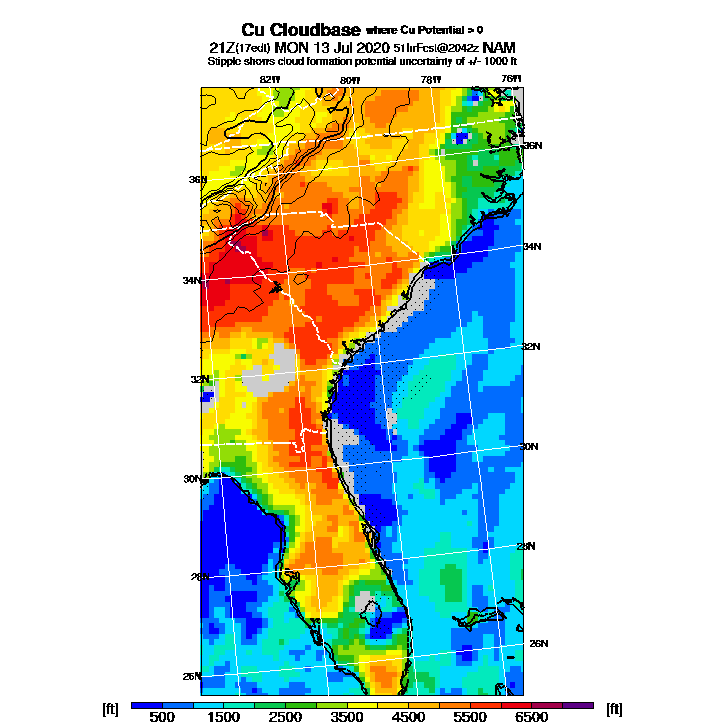 Cu Cloudbase where Cu Potential > 0
21Z(17edt) MON 13 Jul 2020 51hrFcst@2042z NAM
Stipple shows cloud formation potential uncertainty of +/- 1000 ft
82W 80W 78W 76W
36N
36N
34N
34N
32N
32N
30N
30N
28N
28N
26N
26N
[ft] 500 1500 2500 3500 4500 5500 6500 [ft]